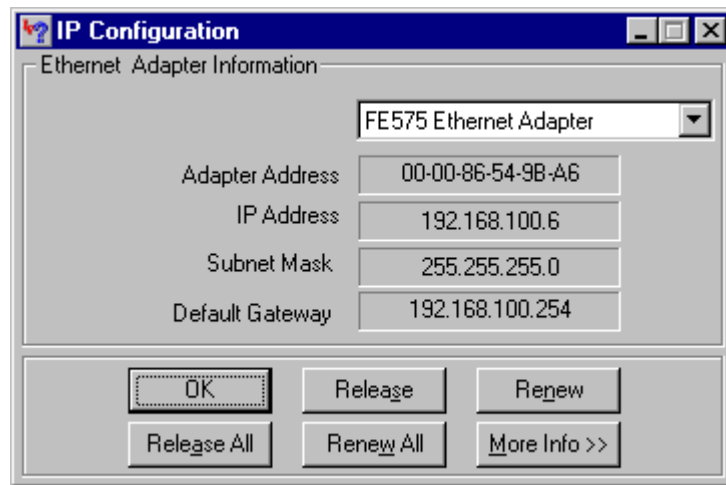 IP Configuration
Ethernet Adapter Information
FE575 Ethernet Adapter
Adapter Address 00-00-86-54-9B-A6
IP Address 192.168.100.6
Subnet Mask 255.255.255.0
Default Gateway 192.168.100.254
OK Release Renew
Release All Renew All More Info >>